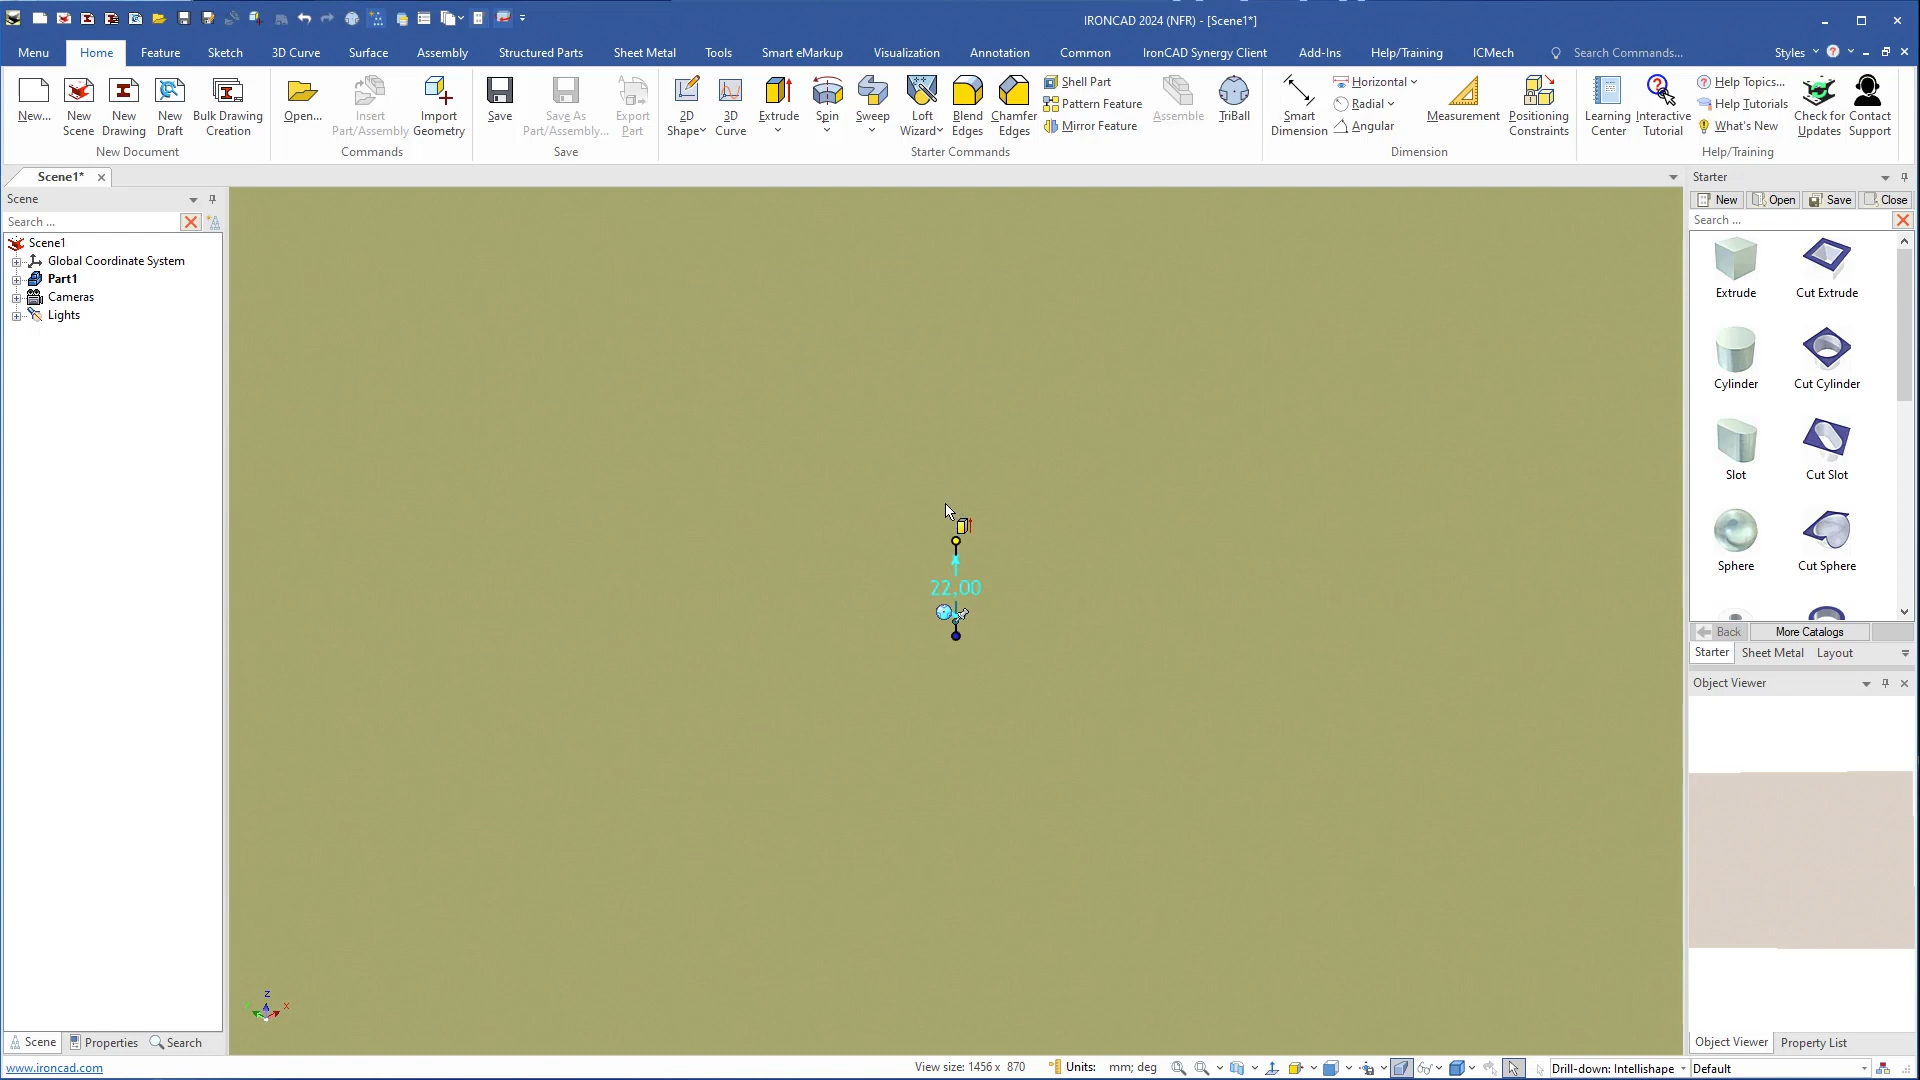 IRONCAD 2024 (NFR) - [Scene1*]
Menu Home Feature Sketch 3D Curve Surface Assembly Structured Parts Sheet Metal Tools Smart eMarkup Visualization Annotation Common IronCAD Synergy Client Add-Ins Help/Training ICMech Search Commands... Styles
New...
New Scene
New Drawing
New Draft
Bulk Drawing Creation
New Document
Open...
Insert Part/Assembly
Import Geometry
Commands
Save
Save As Part/Assembly...
Export Part
Save
2D Shape
3D Curve
Extrude
Spin
Sweep
Loft Wizard
Blend Edges
Chamfer Edges
Shell Part
Pattern Feature
Mirror Feature
Assemble
TriBall
Starter Commands
Smart Dimension
Horizontal
Radial
Angular
Measurement
Positioning Constraints
Dimension
Learning Center
Interactive Tutorial
Help Topics...
Help Tutorials
What's New
Check for Updates
Contact Support
Help/Training
Scene1*
Scene
Search ...
Scene1
Global Coordinate System
Part1
Cameras
Lights
22,00
Z
X
Starter
New Open Save Close
Search ...
Extrude Cut Extrude
Cylinder Cut Cylinder
Slot Cut Slot
Sphere Cut Sphere
Back More Catalogs
Starter Sheet Metal Layout
Object Viewer
Object Viewer Property List
Scene Properties Search
www.ironcad.com
View size: 1456 x 870
Units: mm; deg
Drill-down: Intellishape
Default